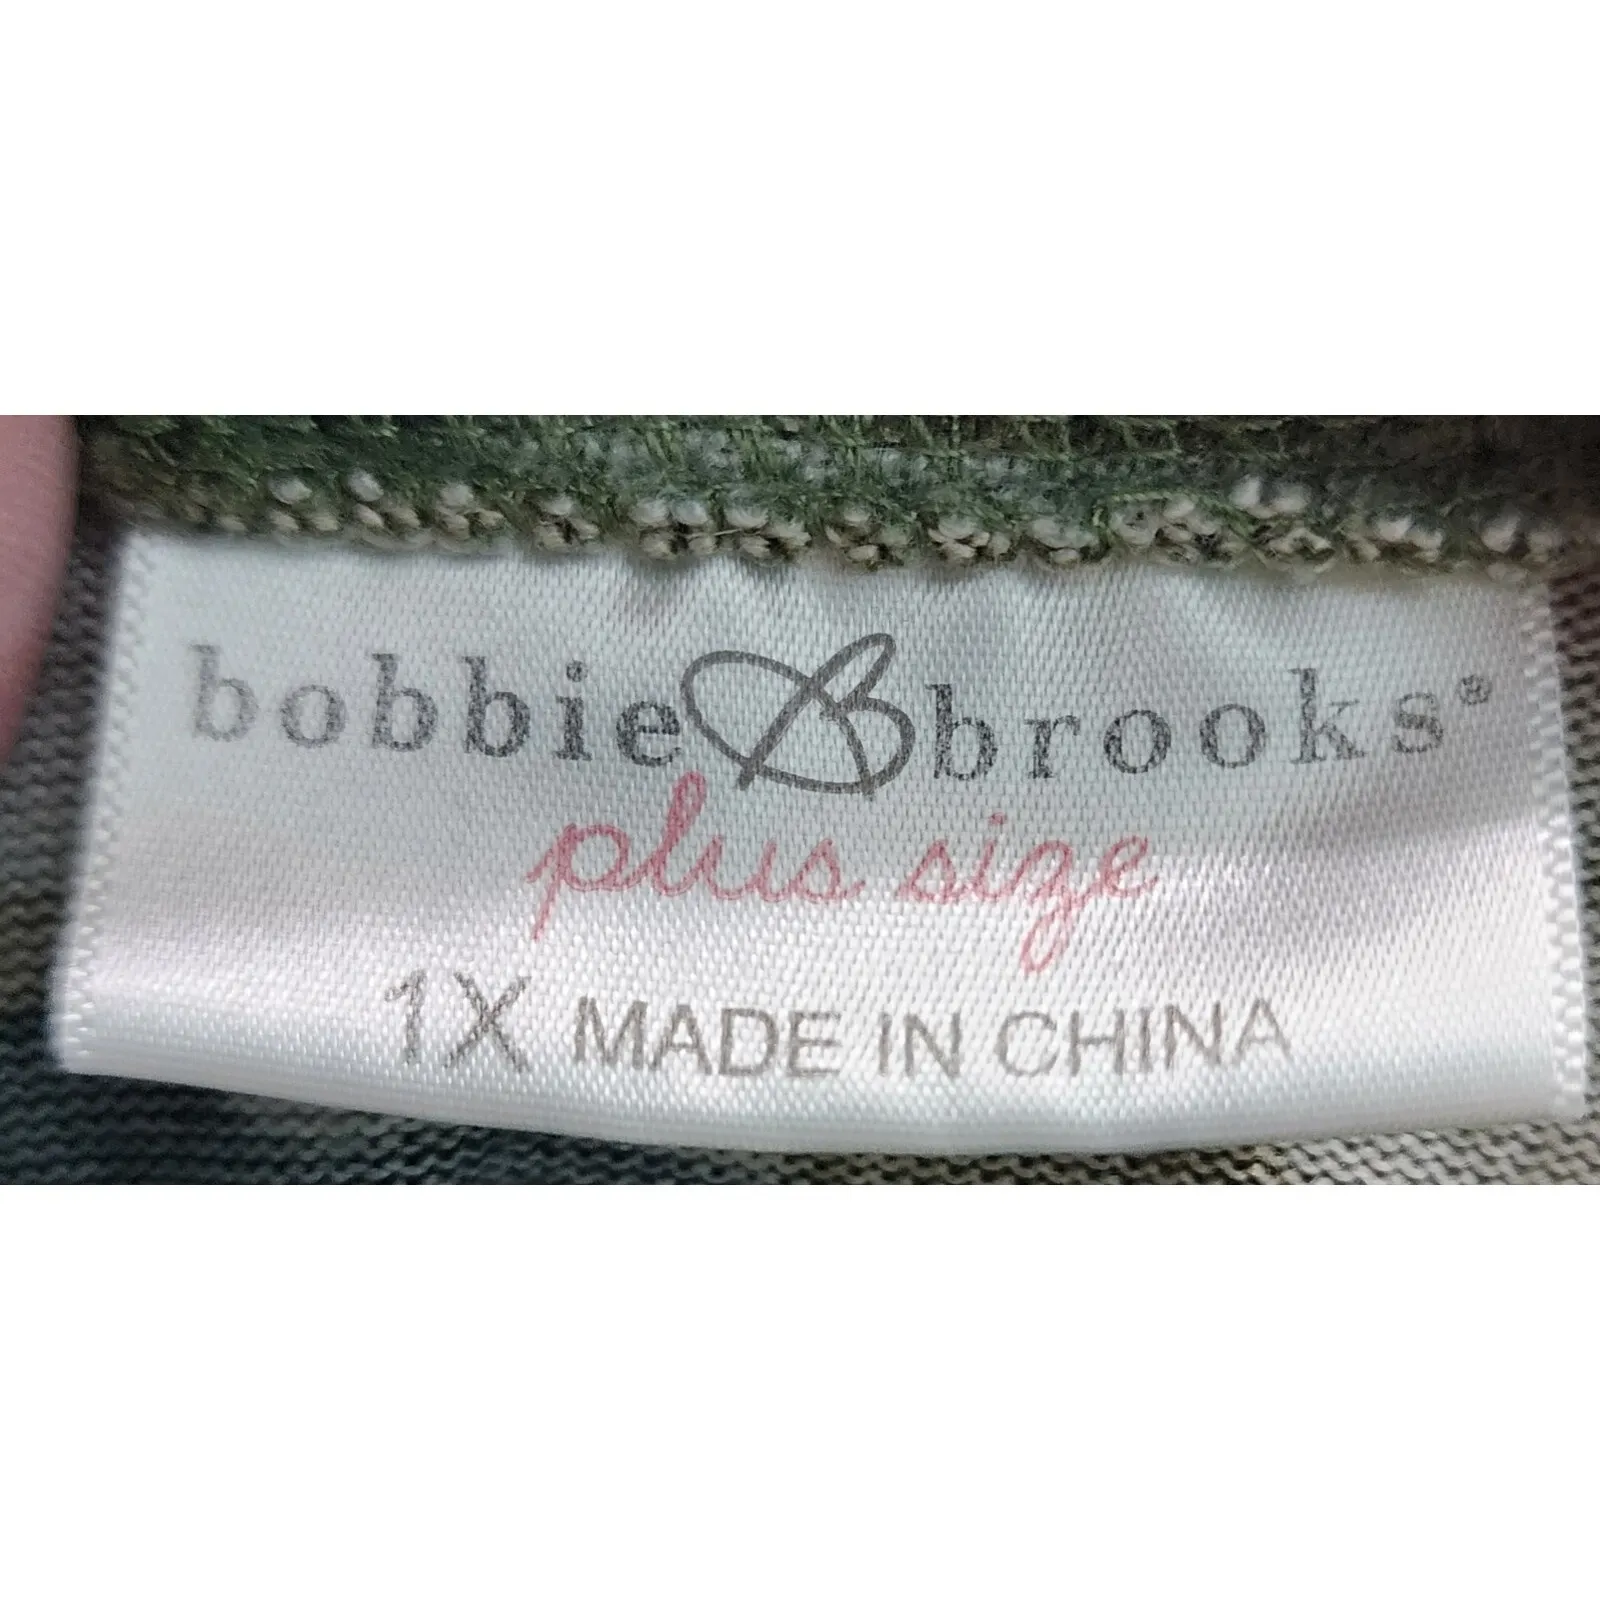 bobbie B brooks®
plus size
1X MADE IN CHINA